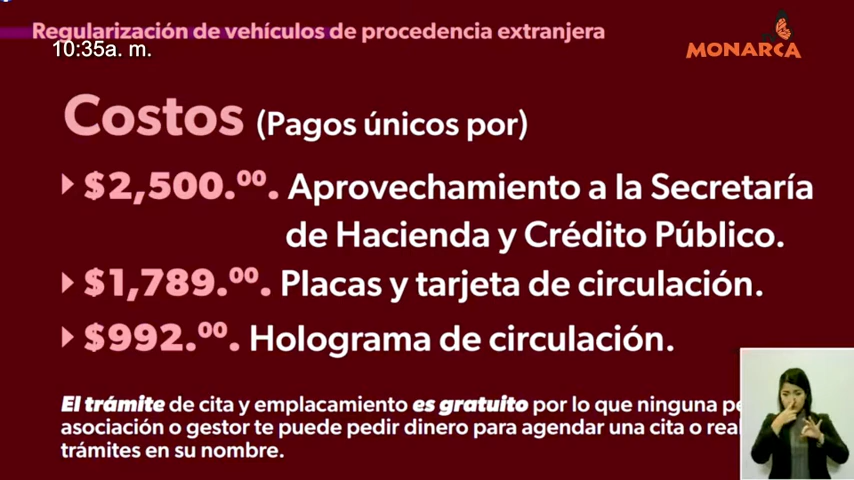 Regularización de vehículos de procedencia extranjera
10:35a. m.
MONARCA
Costos (Pagos únicos por)
$2,500.00. Aprovechamiento a la Secretaría
de Hacienda y Crédito Público.
$1,789.00. Placas y tarjeta de circulación.
$992.00. Holograma de circulación.
El trámite de cita y emplacamiento es gratuito por lo que ninguna
asociación o gestor te puede pedir dinero para agendar una cita o
trámites en su nombre.